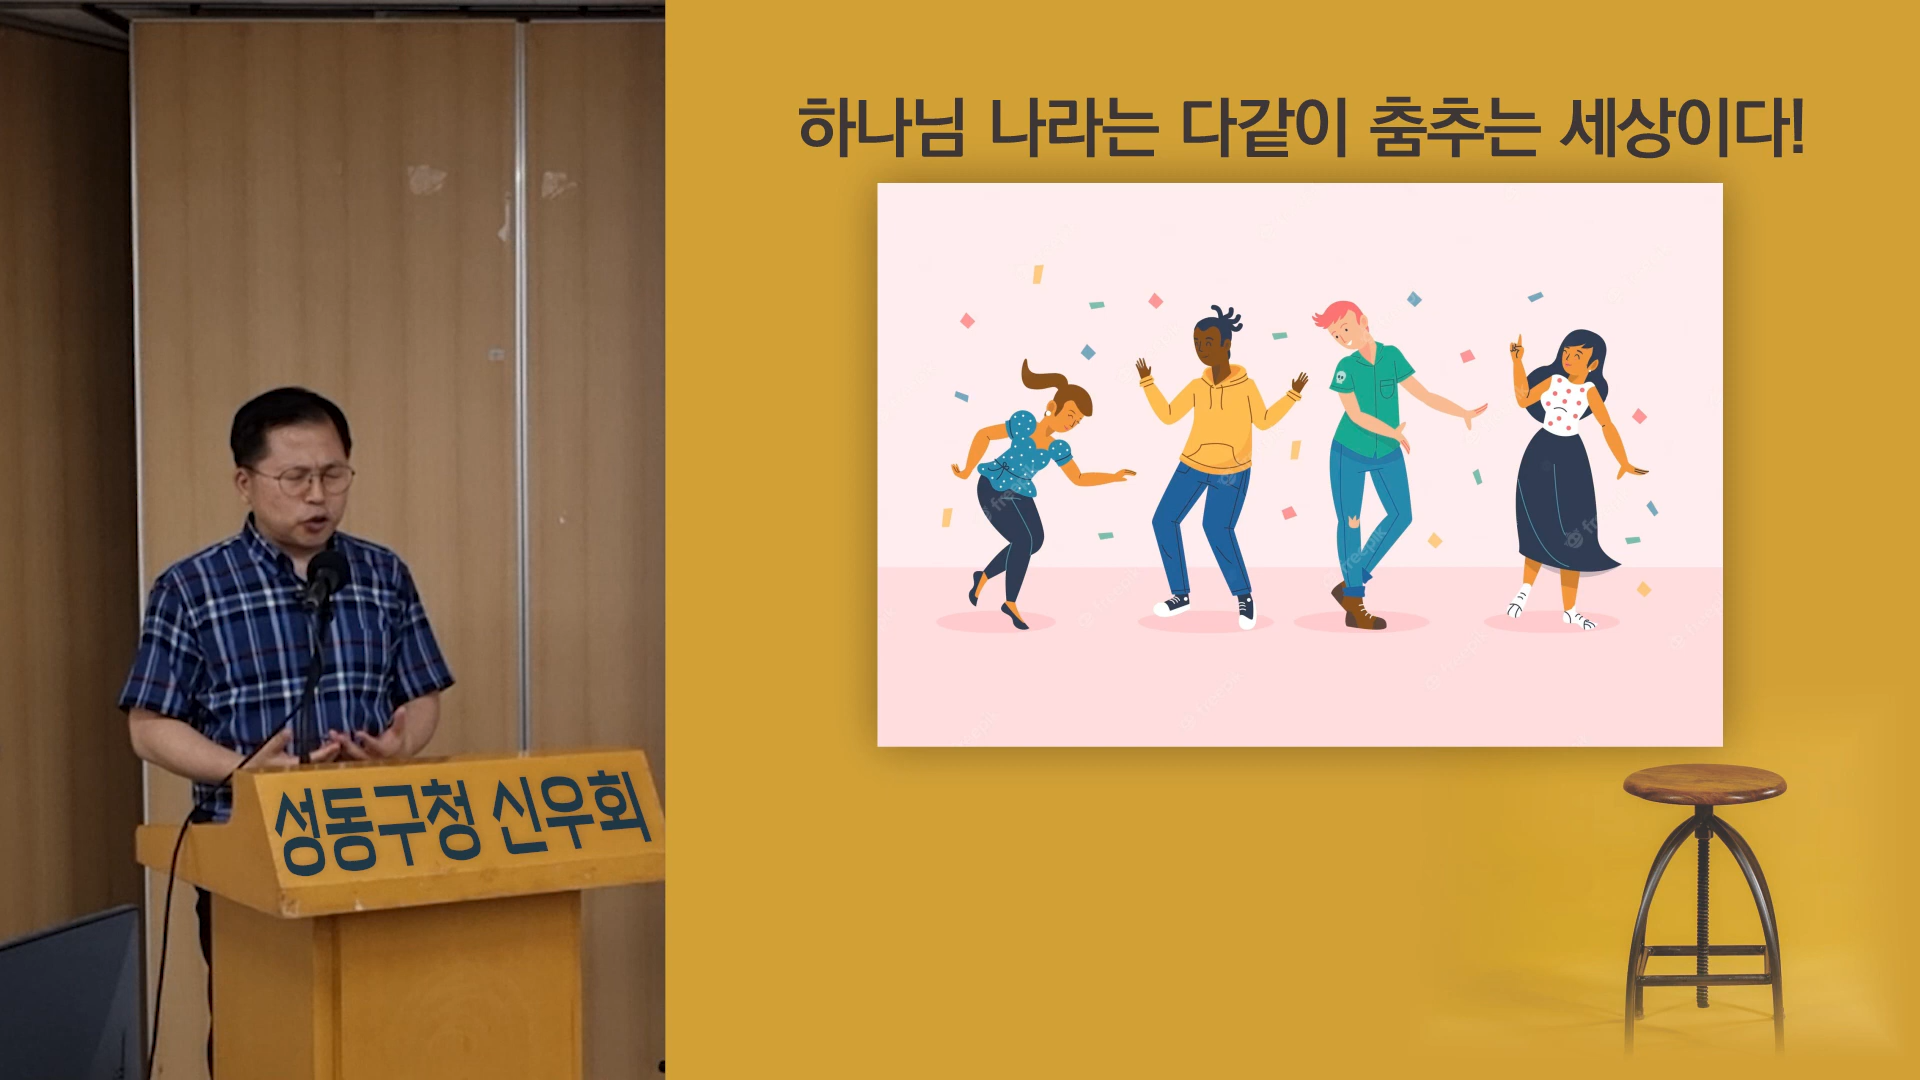 하나님 나라는 다같이 춤추는 세상이다!
성동구청 신우회
freepik